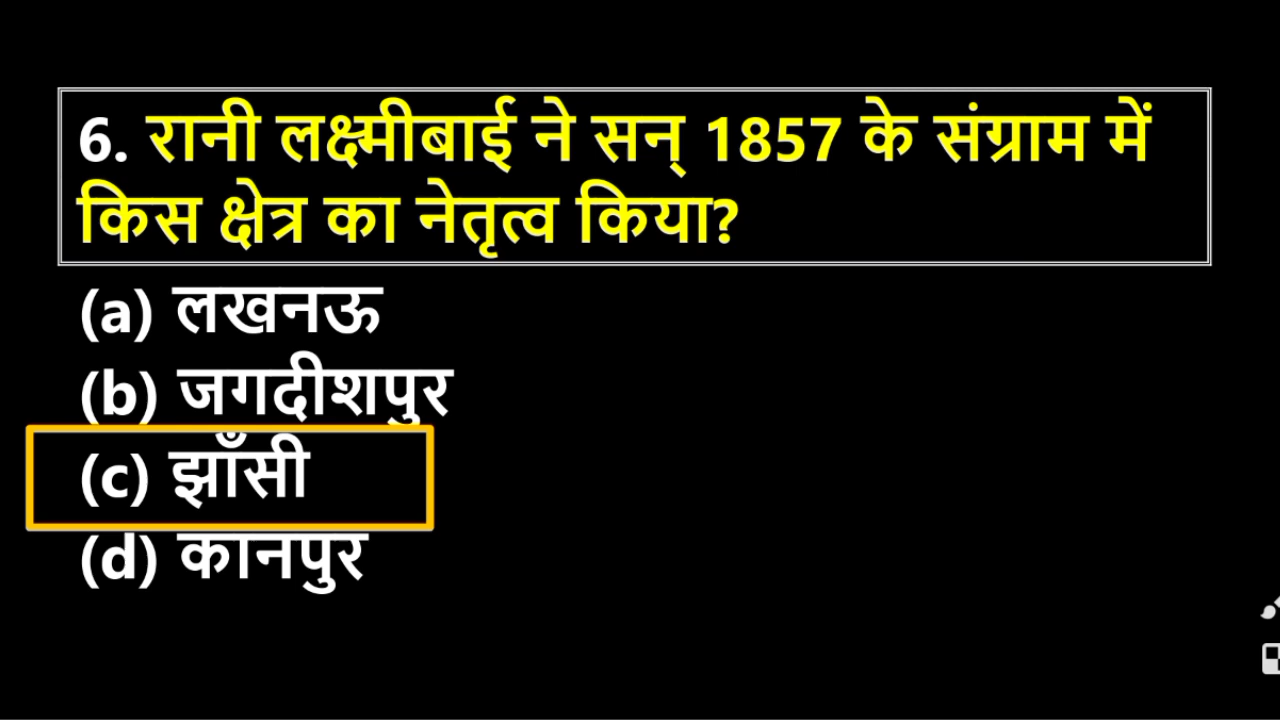 6. रानी लक्ष्मीबाई ने सन् 1857 के संग्राम में
किस क्षेत्र का नेतृत्व किया?
(a) लखनऊ
(b) जगदीशपुर
(c) झाँसी
(d) कानपुर